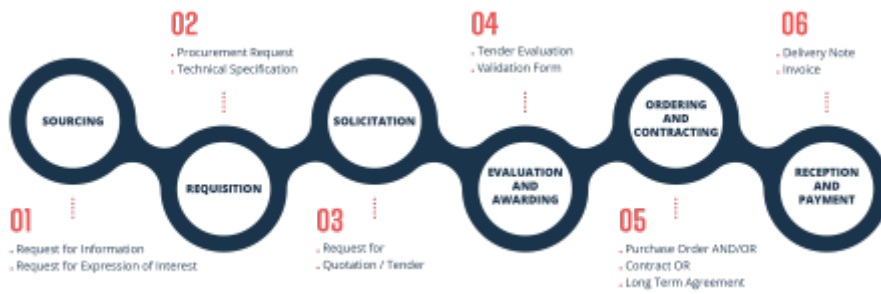 02
Procurement Request
Technical Specification
04
Tender Evaluation
Validation Form
06
Delivery Note
Invoice
SOURCING
REQUISITION
SOLICITATION
EVALUATION
AND
AWARDING
ORDERING
AND
CONTRACTING
RECEPTION
AND
PAYMENT
01
Request for Information
Request for Expression of Interest
03
Request for
Quotation / Tender
05
Purchase Order AND/OR
Contract OR
Long Term Agreement